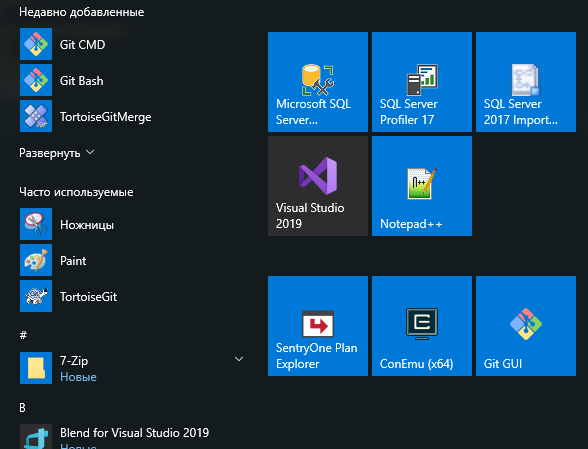 Недавно добавленные
Git CMD
Git Bash
TortoiseGitMerge
Развернуть
Часто используемые
Ножницы
Paint
TortoiseGit
#
7-Zip
Новые
B
Blend for Visual Studio 2019
Новые
Microsoft SQL
Server...
SQL Server
Profiler 17
SQL Server
2017 Import...
Visual Studio
2019
Notepad++
SentryOne Plan
Explorer
ConEmu (x64)
Git GUI